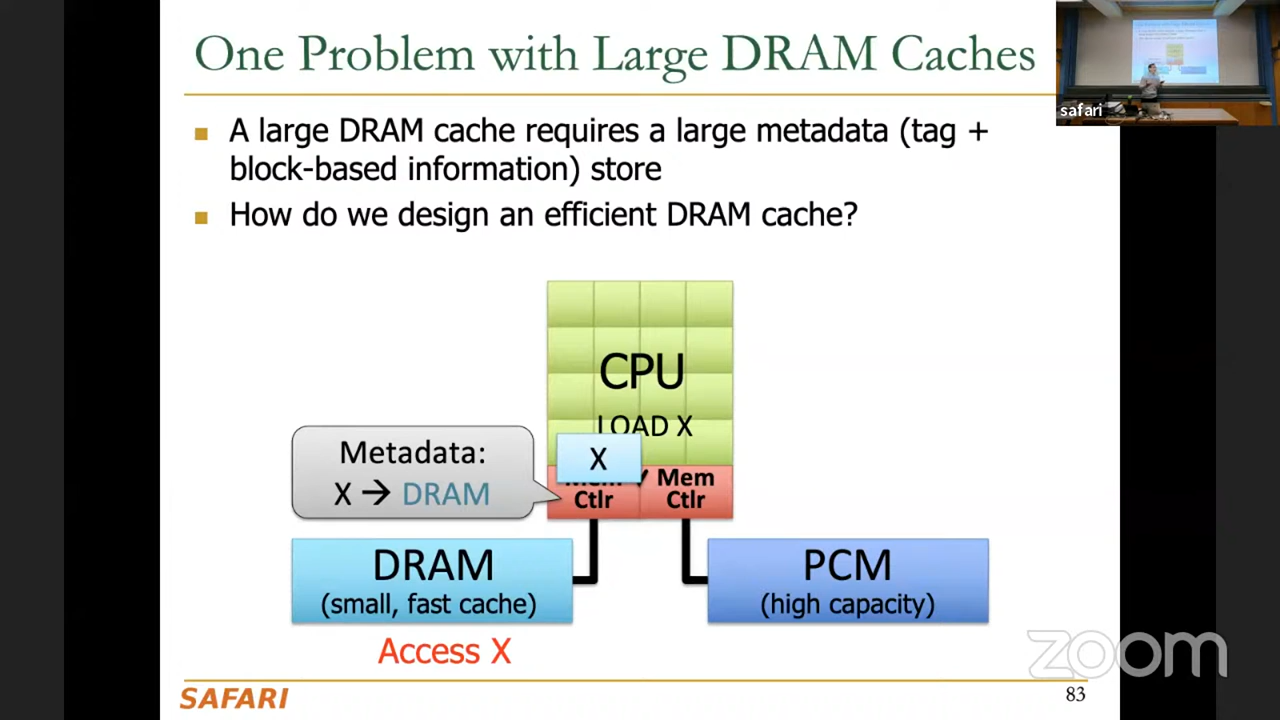 One Problem with Large DRAM Caches
safari
A large DRAM cache requires a large metadata (tag +
block-based information) store
How do we design an efficient DRAM cache?
CPU
LOAD X
Metadata:
X → DRAM
X
Ctlr
Mem
Ctlr
DRAM
(small, fast cache)
PCM
(high capacity)
Access X
zoom
SAFARI
83